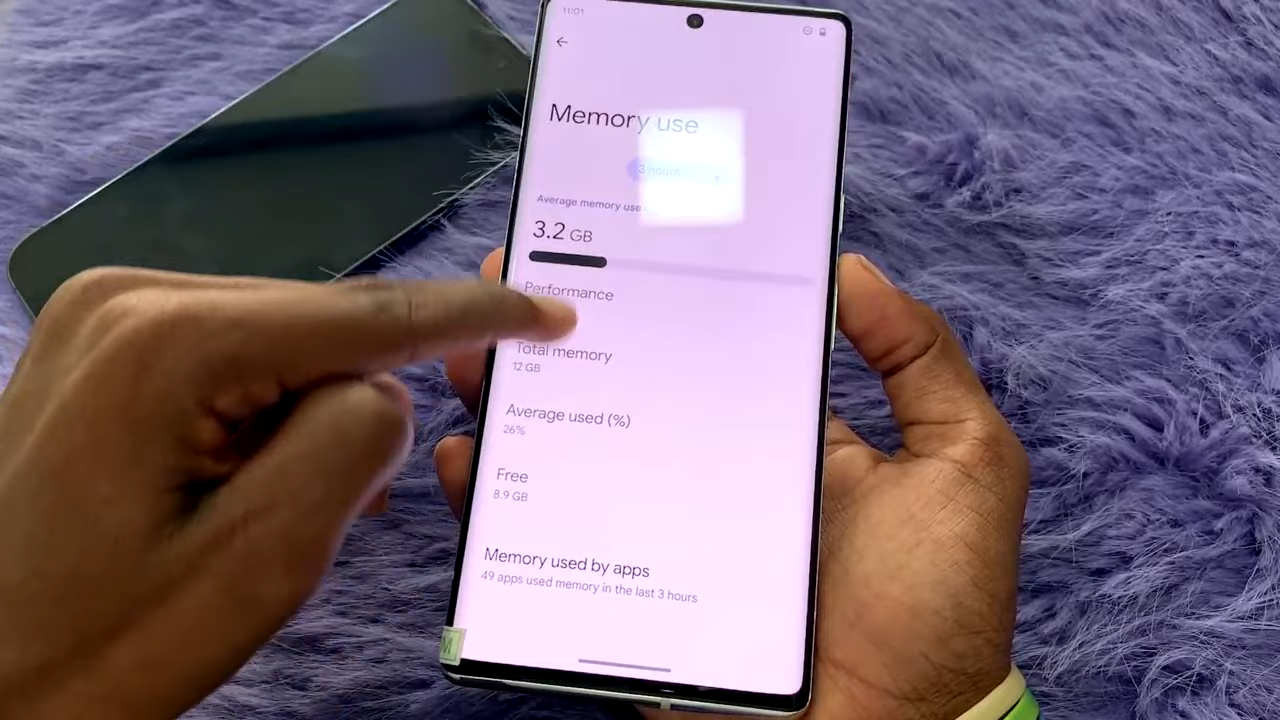 11:01
Memory use
3 hours
Average memory use
3.2 GB
Performance
Total memory
12 GB
Average used (%)
26%
Free
8.9 GB
Memory used by apps
49 apps used memory in the last 3 hours